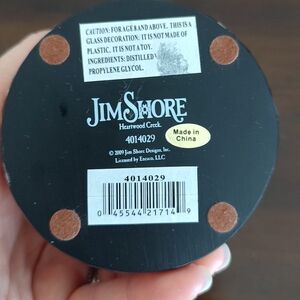 CAUTION: FOR AGE 8 AND ABOVE. THIS IS A
GLASS DECORATION. IT IS NOT MADE OF
PLASTIC. IT IS NOT A TOY.
INGREDIENTS: DISTILLED
PROPYLENE GLYCOL.
JIM SHORE
Heartwood Creek
4014029
© 2009 Jim Shore Designs, Inc.
Licensed by Enesco, LLC
Made in
China
4014029
0 45544 21714 9